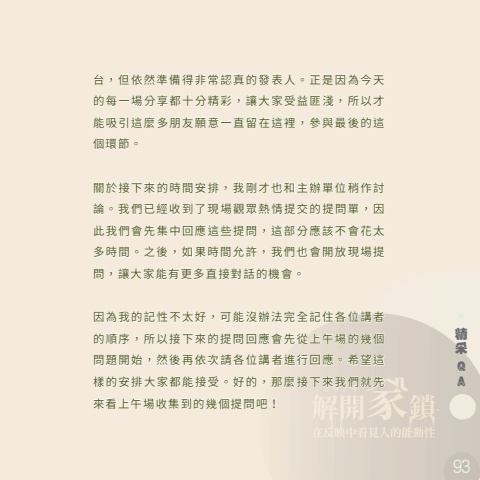 台，但依然準備得非常認真的發表人。正是因為今天
的每一場分享都十分精彩，讓大家受益匪淺，所以才
能吸引這麼多朋友願意一直留在這裡，參與最後的這
個環節。
關於接下來的時間安排，我剛才也和主辦單位稍作討
論。我們已經收到了現場觀眾熱情提交的提問單，因
此我們會先集中回應這些提問，這部分應該不會花太
多時間。之後，如果時間允許，我們也會開放現場提
問，讓大家能有更多直接對話的機會。
因為我的記性不太好，可能沒辦法完全記住各位講者
的順序，所以接下來的提問回應會先從上午場的幾個
問題開始，然後再依次請各位講者進行回應。希望這
樣的安排大家都能接受。好的，那麼接下來我們就先
來看上午場收集到的幾個提問吧！
精采QA
解開家鎖
在反映中看見人的能動性
93